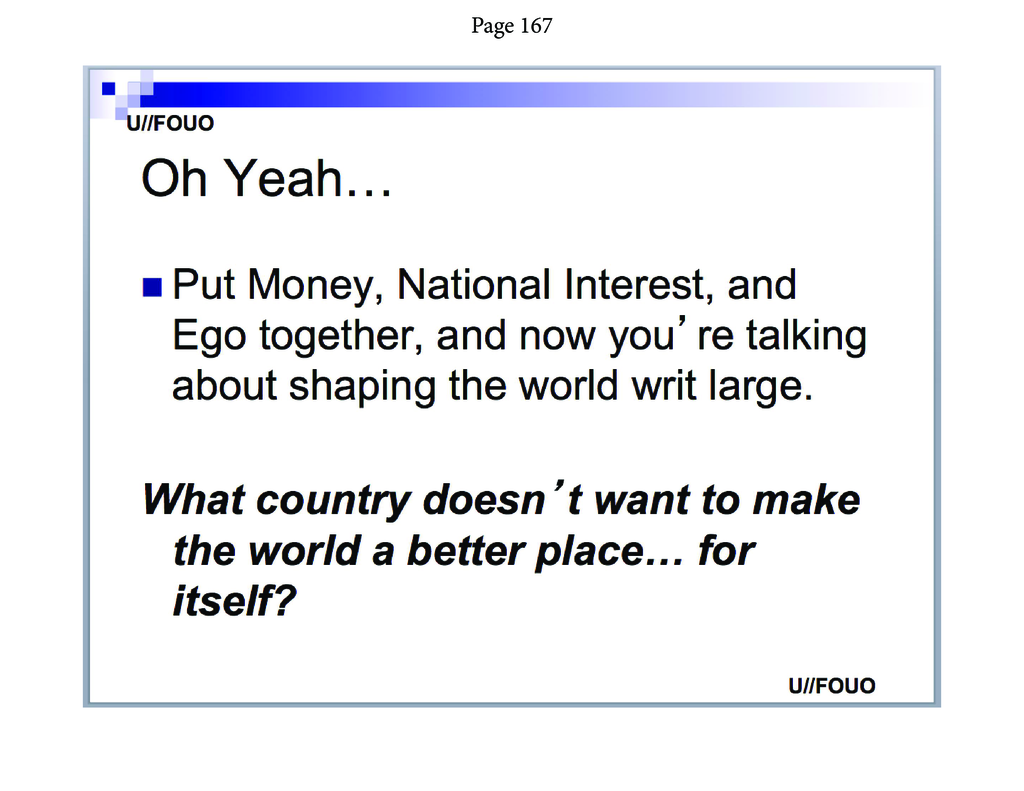 Page 167
U//FOUO
Oh Yeah…
Put Money, National Interest, and
Ego together, and now you’ re talking
about shaping the world writ large.
What country doesn’t want to make
the world a better place… for
itself?
U//FOUO